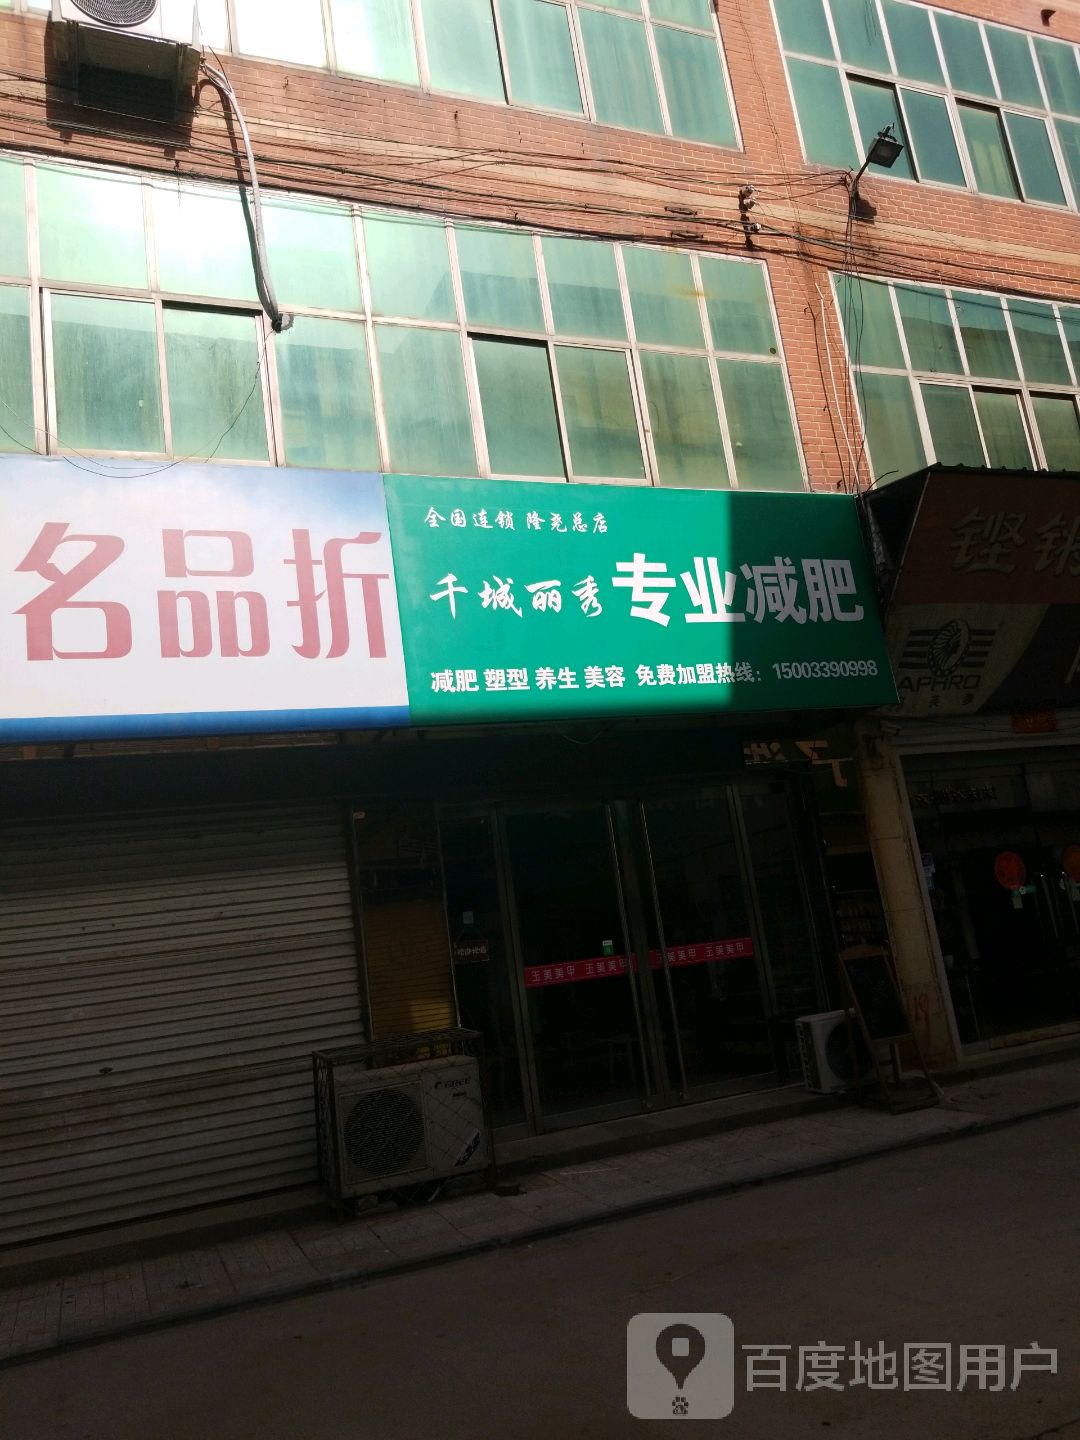 名品折
全国连锁 隆尧总店
千城丽秀 专业减肥
减肥 塑型 养生 美容 免费加盟热线：15003390998
铿锵
APHRO
玉美美甲 玉美美甲 玉美美甲 玉美美甲
GREE
19
百度地图用户